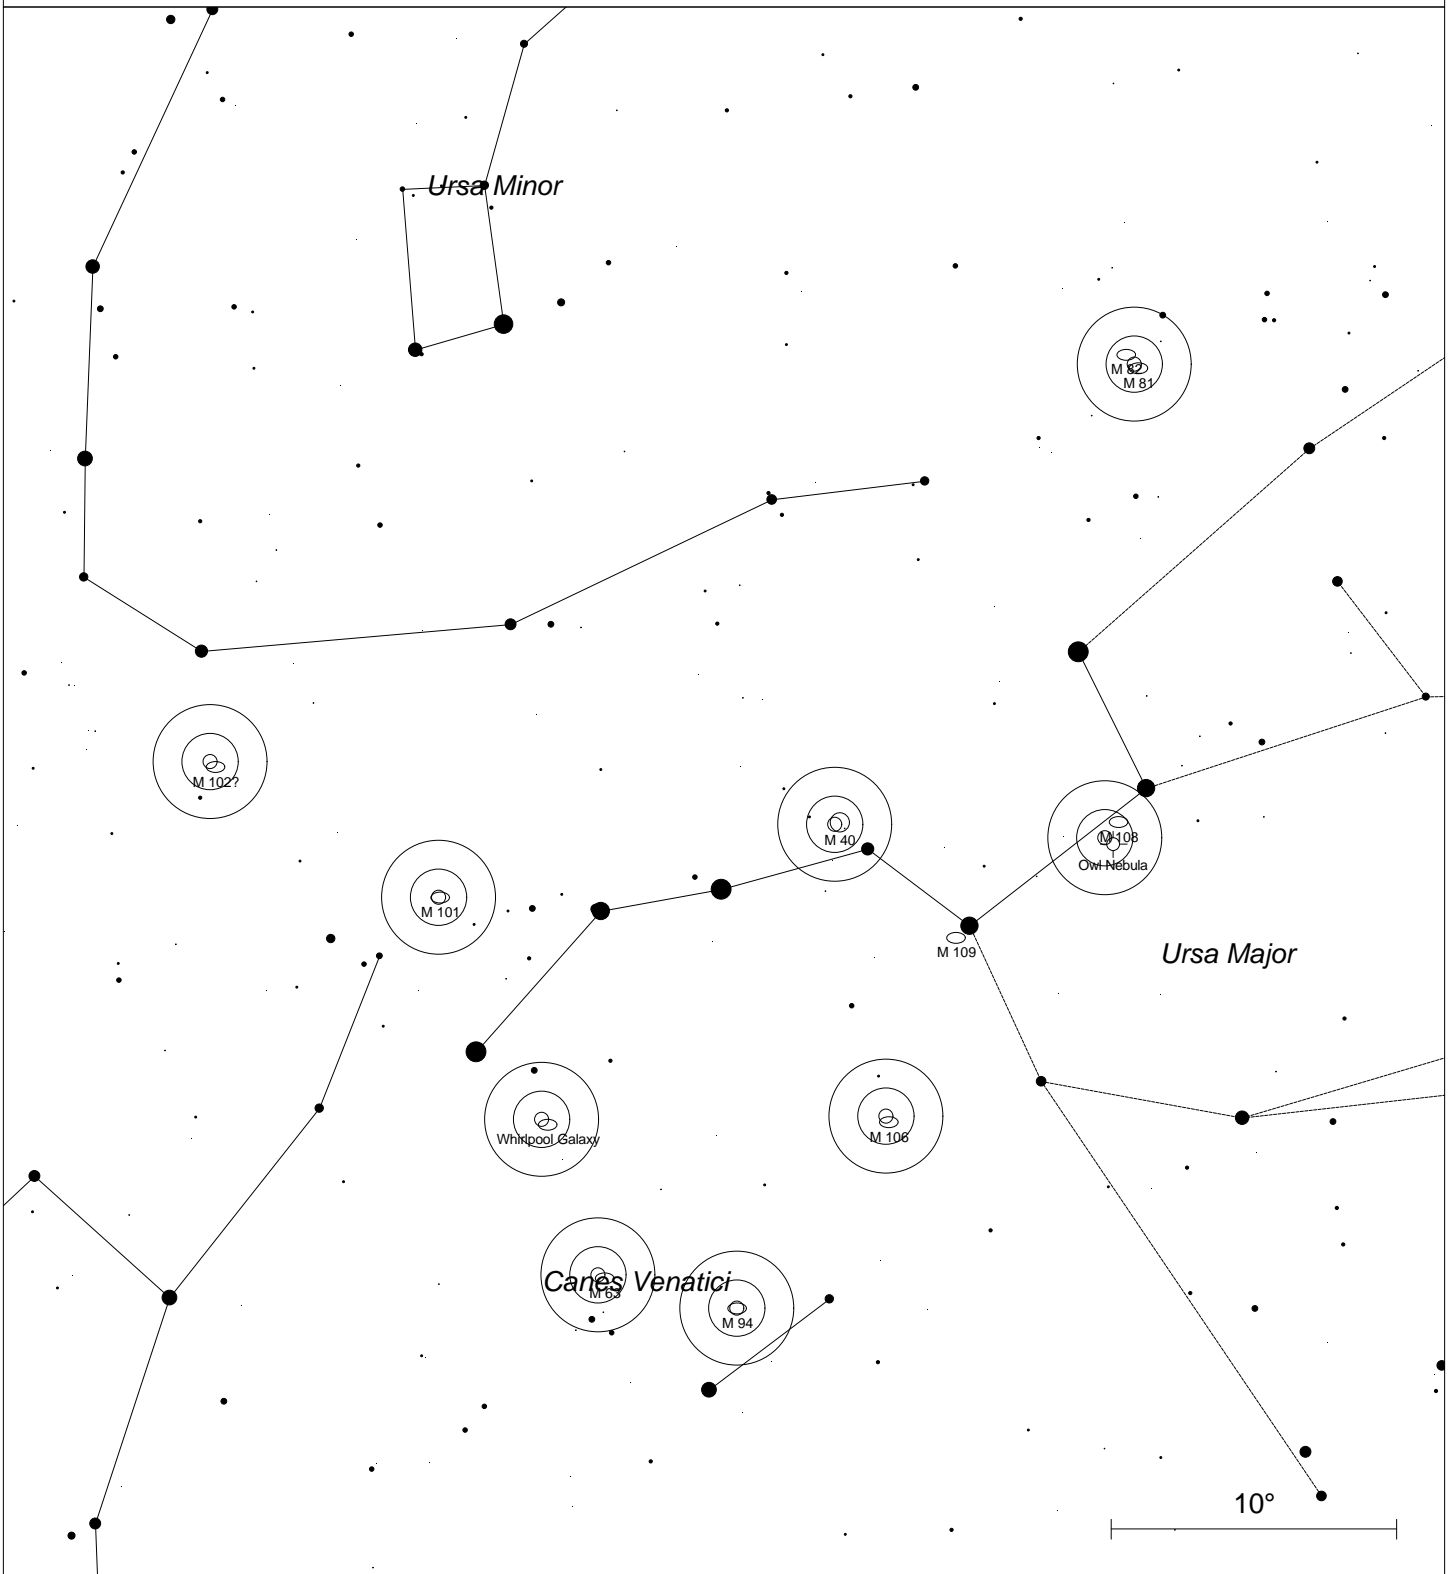 Ursa Minor
M 82
M 81
M 102?
M 40
M 108
Owl Nebula
M 101
M 109
Ursa Major
Whirlpool Galaxy
M 106
Canes Venatici
M 63
M 94
10°